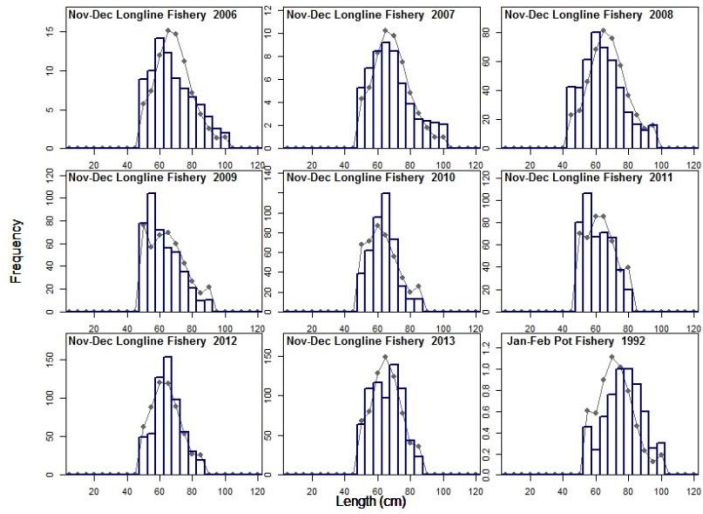 Nov-Dec Longline Fishery 2006
Nov-Dec Longline Fishery 2007
Nov-Dec Longline Fishery 2008
15
10
5
0
12
10
8
6
4
2
0
80
60
40
20
0
20 40 60 80 100 120
20 40 60 80 100 120
20 40 60 80 100 120
Nov-Dec Longline Fishery 2009
Nov-Dec Longline Fishery 2010
Nov-Dec Longline Fishery 2011
120
100
80
60
40
20
0
140
100
80
60
40
20
0
120
100
80
60
40
20
0
Frequency
20 40 60 80 100 120
20 40 60 80 100 120
20 40 60 80 100 120
Nov-Dec Longline Fishery 2012
Nov-Dec Longline Fishery 2013
Jan-Feb Pot Fishery 1992
150
100
50
0
150
100
50
0
1.2
1.0
0.8
0.6
0.4
0.2
0.0
20 40 60 80 100 120
20 40 60 80 100 120
20 40 60 80 100 120
Length (cm)